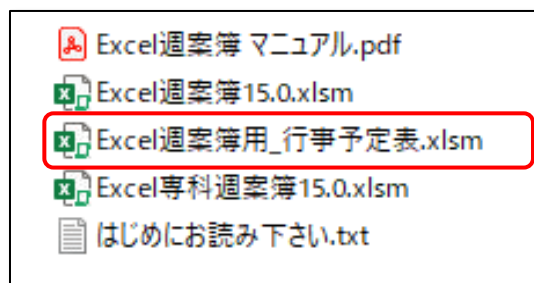 Excel週案簿 マニュアル.pdf
Excel週案簿15.0.xlsm
Excel週案簿用_行事予定表.xlsm
Excel専科週案簿15.0.xlsm
はじめにお読み下さい.txt